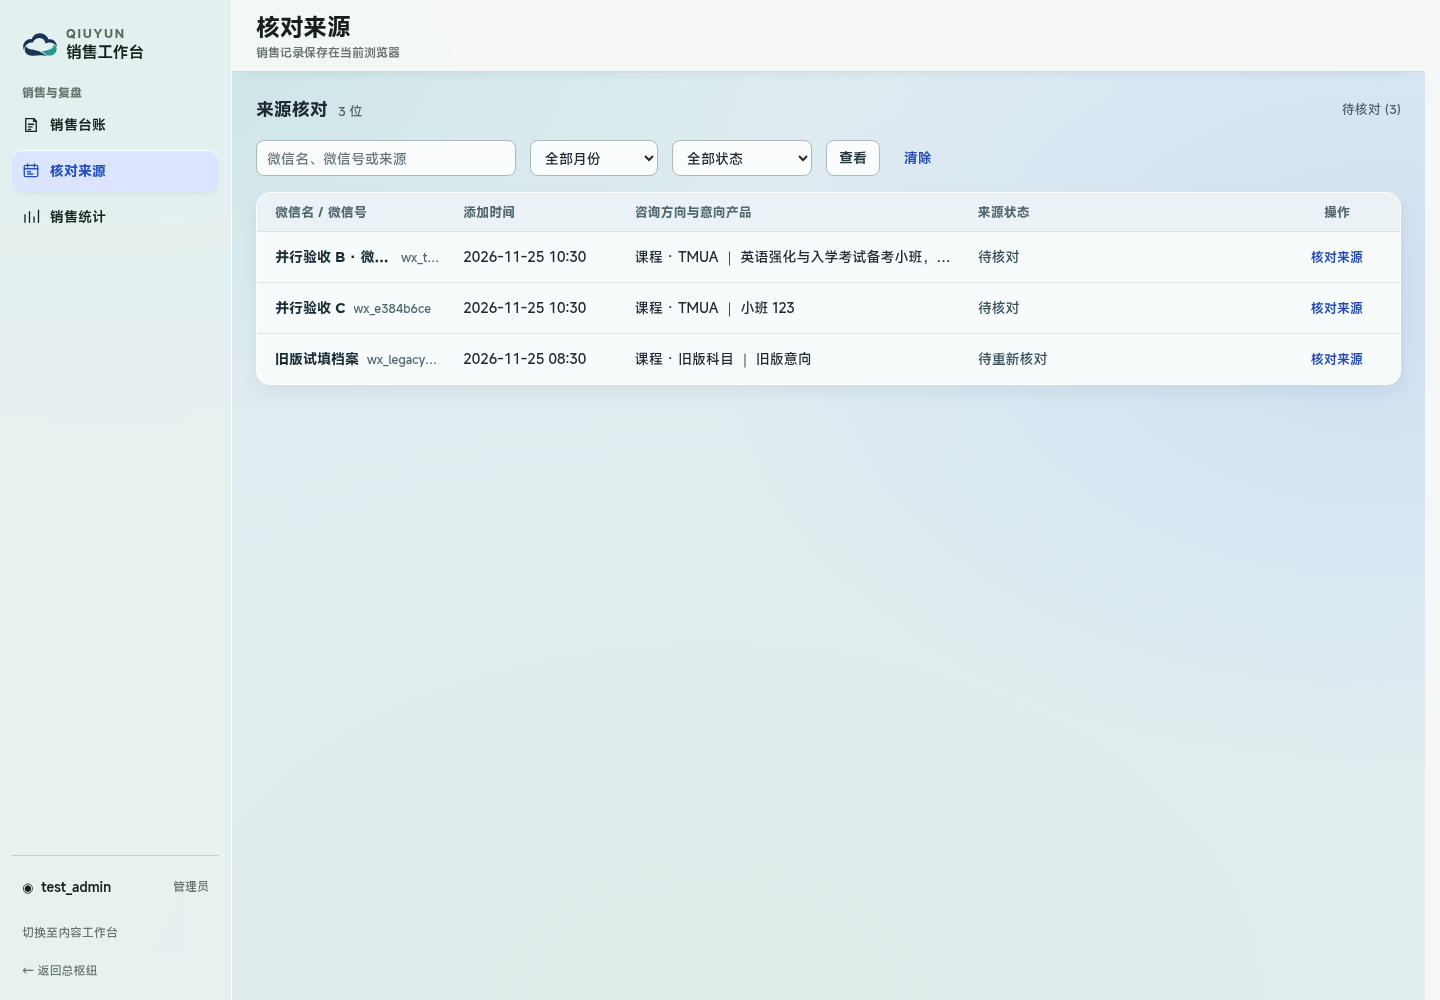 QIUYUN
销售工作台
销售与复盘
销售台账
核对来源
销售统计
test_admin 管理员
切换至内容工作台
← 返回总枢纽
核对来源
销售记录保存在当前浏览器
来源核对 3 位 待核对 (3)
微信名、微信号或来源 全部月份 全部状态 查看 清除
微信名 / 微信号 添加时间 咨询方向与意向产品 来源状态 操作
并行验收 B · 微… wx_t… 2026-11-25 10:30 课程 · TMUA ｜ 英语强化与入学考试备考小班，… 待核对 核对来源
并行验收 C wx_e384b6ce 2026-11-25 10:30 课程 · TMUA ｜ 小班 123 待核对 核对来源
旧版试填档案 wx_legacy… 2026-11-25 08:30 课程 · 旧版科目 ｜ 旧版意向 待重新核对 核对来源